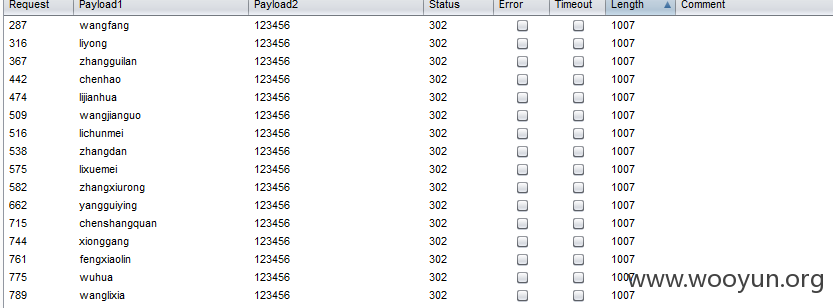 Request Payload1 Payload2 Status Error Timeout Length Comment
287 wangfang 123456 302 1007
316 liyong 123456 302 1007
367 zhangguilan 123456 302 1007
442 chenhao 123456 302 1007
474 lijianhua 123456 302 1007
509 wangjianguo 123456 302 1007
516 lichunmei 123456 302 1007
538 zhangdan 123456 302 1007
575 lixuemei 123456 302 1007
582 zhangxiurong 123456 302 1007
662 yangguiying 123456 302 1007
715 chenshangquan 123456 302 1007
744 xionggang 123456 302 1007
761 fengxiaolin 123456 302 1007
775 wuhua 123456 302 1007
www.wooyun.org
789 wanglixia 123456 302 1007